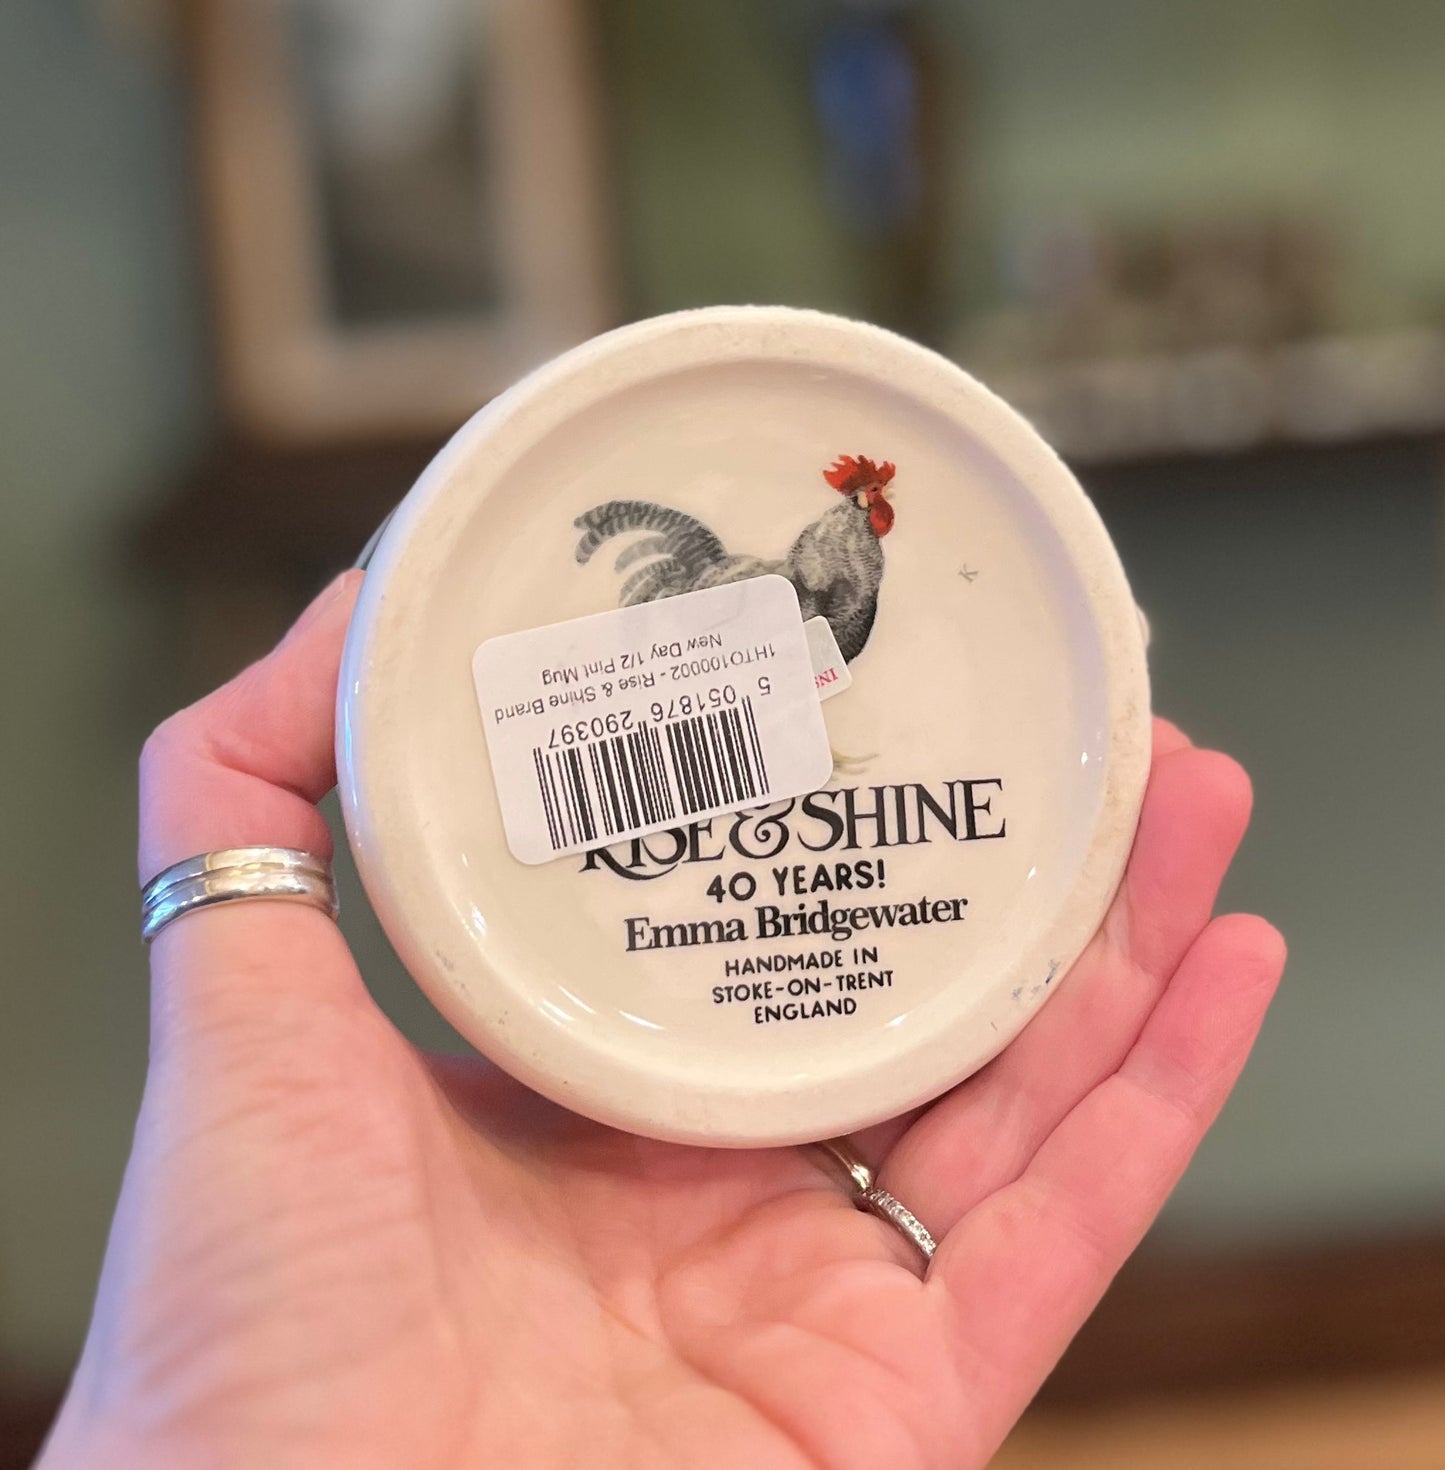 K
1HTO100002 - Rise & Shine Brand
New Day 1/2 Pint Mug
5 051876 290397
INS
RISE & SHINE
40 YEARS!
Emma Bridgewater
HANDMADE IN
STOKE-ON-TRENT
ENGLAND